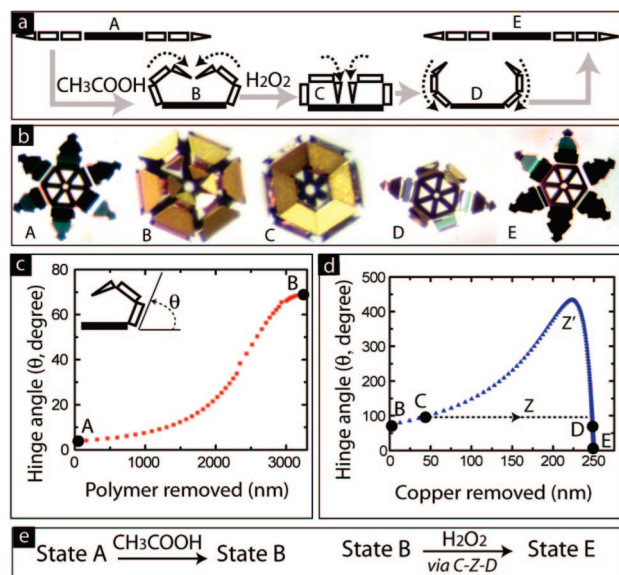 a
A
E
CH3COOH
B
H2O2
C
D
b
A
B
C
D
E
c
80
60
40
20
0
Hinge angle (θ, degree)
θ
A
B
0
1000
2000
3000
Polymer removed (nm)
d
500
400
300
200
100
0
Hinge angle (θ, degree)
B
C
Z
Z'
D
E
0
50
100
150
200
250
Copper removed (nm)
e
State A CH3COOH State B
State B H2O2 State E
via C-Z-D